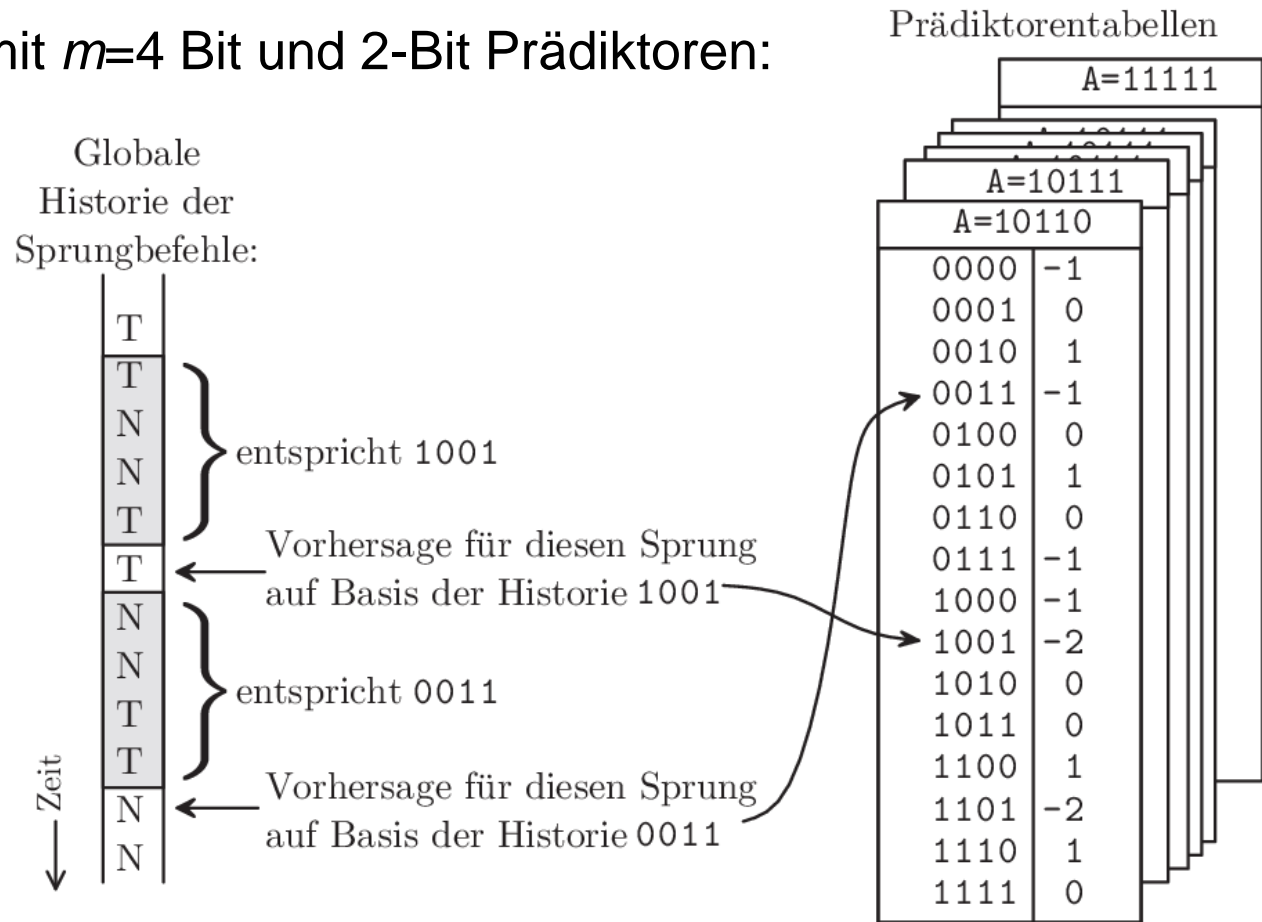 nit m=4 Bit und 2-Bit Prädiktoren:
Prädiktorentabellen
Globale
Historie der
Sprungbefehle:
T
T
N
N
T
T
N
N
T
T
N
N
Zeit
entspricht 1001
Vorhersage für diesen Sprung
auf Basis der Historie 1001
entspricht 0011
Vorhersage für diesen Sprung
auf Basis der Historie 0011
A=11111
A=10111
A=10110
0000 -1
0001 0
0010 1
0011 -1
0100 0
0101 1
0110 0
0111 -1
1000 -1
1001 -2
1010 0
1011 0
1100 1
1101 -2
1110 1
1111 0